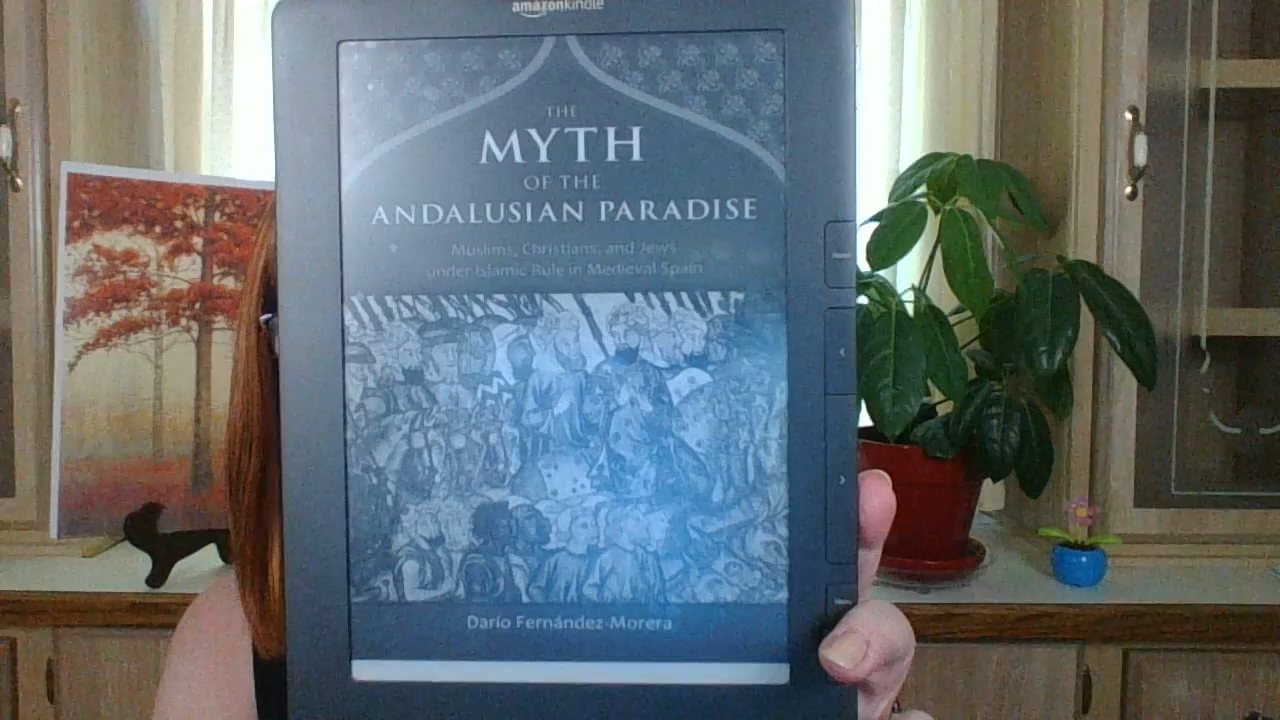 amazonkindle
THE
MYTH
OF THE
ANDALUSIAN PARADISE
Muslims, Christians, and Jews
under Islamic Rule in Medieval Spain
Darío Fernández-Morera